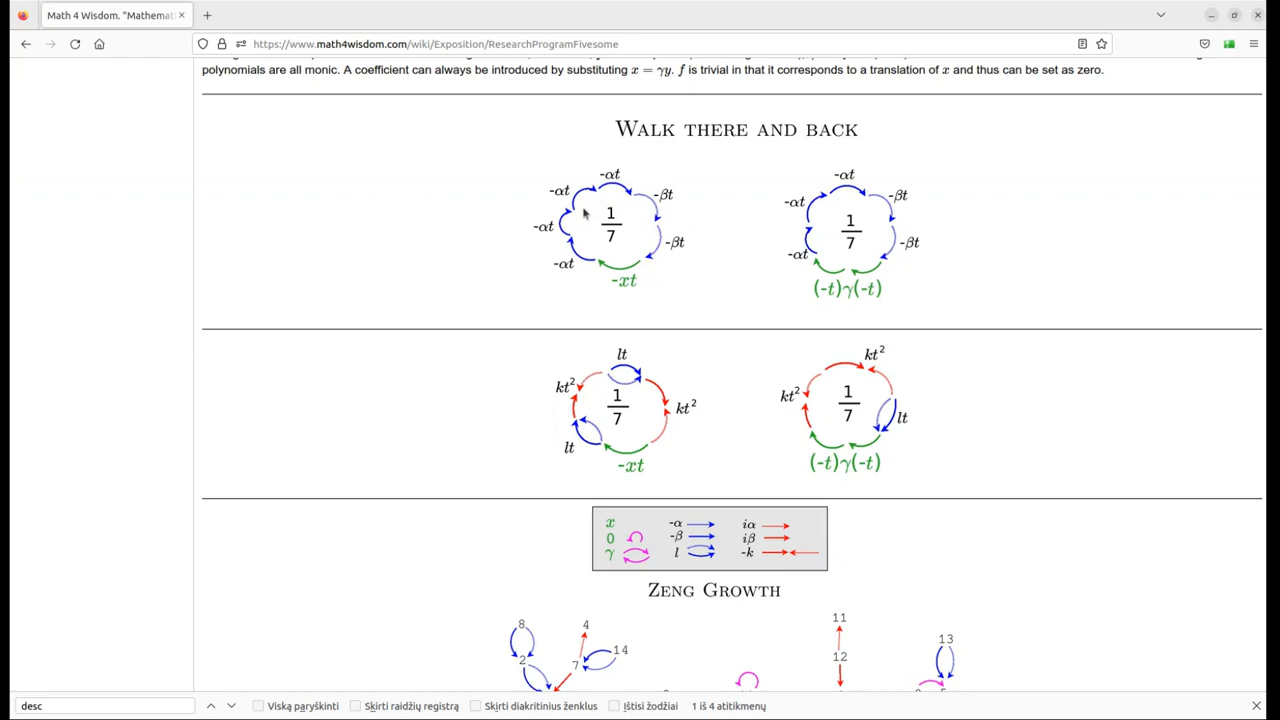 Math 4 Wisdom. "Mathemat
https://www.math4wisdom.com/wiki/Exposition/ResearchProgramFivesome
polynomials are all monic. A coefficient can always be introduced by substituting x = γy. f is trivial in that it corresponds to a translation of x and thus can be set as zero.
Walk there and back
-αt -αt
-αt -βt -αt -βt
-αt 1/7 -βt 1/7 -βt
-αt -αt
-xt (-t)γ(-t)
lt kt²
kt² 1/7 kt² kt² 1/7 lt
lt
-xt (-t)γ(-t)
x -α iα
0 -β iβ
γ l -k
Zeng Growth
8 4 11
14 13
2 7 12
desc
Viską paryškinti
Skirti raidžių registrą
Skirti diakritinius ženklus
Ištisi žodžiai
1 iš 4 atitikmenų